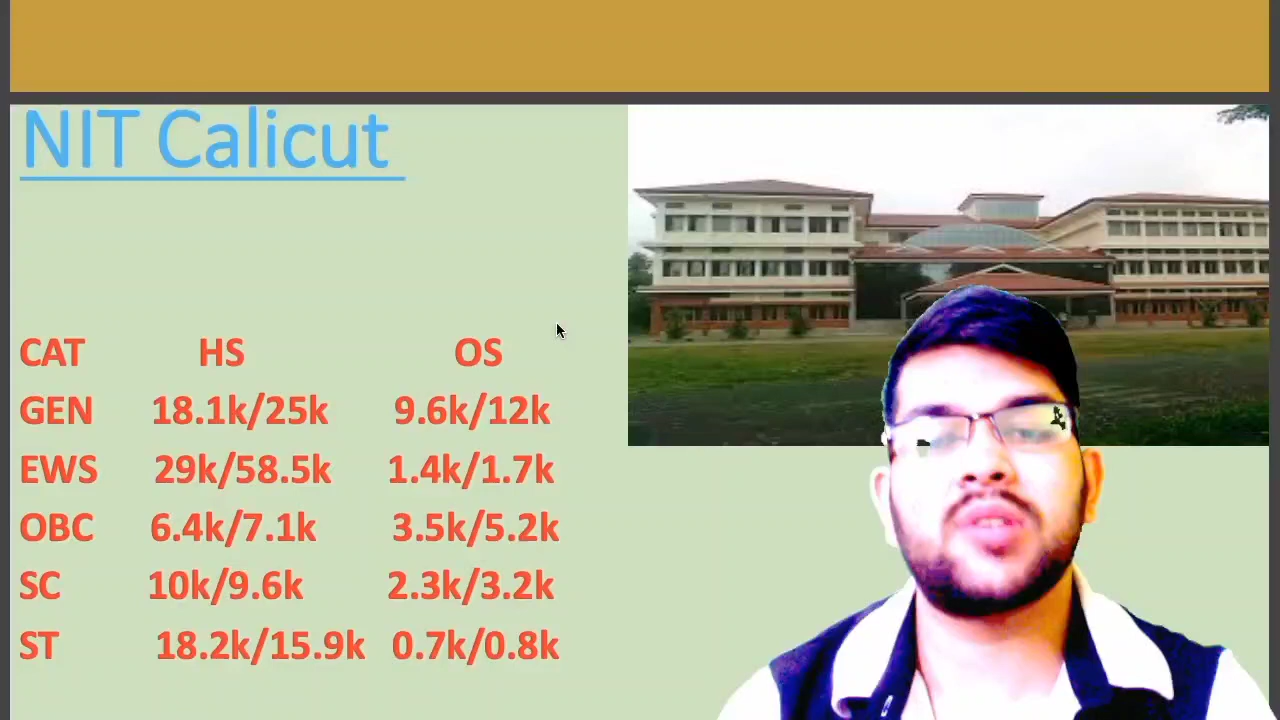 NIT Calicut
CAT HS OS
GEN 18.1k/25k 9.6k/12k
EWS 29k/58.5k 1.4k/1.7k
OBC 6.4k/7.1k 3.5k/5.2k
SC 10k/9.6k 2.3k/3.2k
ST 18.2k/15.9k 0.7k/0.8k